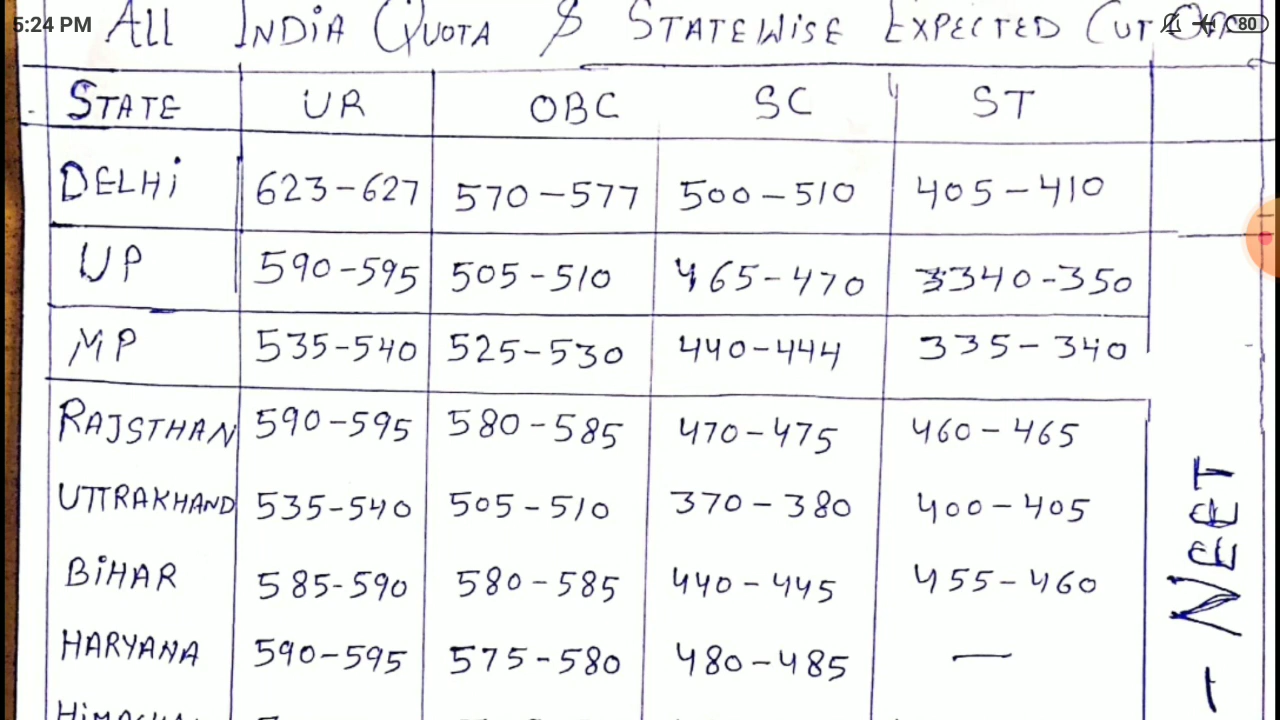 5:24 PM
80
All INDiA QUOTA & STATEWISE EXPECTED CUT OFF
STATE UR OBC SC ST
DELHi 623-627 570-577 500-510 405-410
UP 590-595 505-510 465-470 3340-350
MP 535-540 525-530 440-444 335-340
RAJSTHAN 590-595 580-585 470-475 460-465
UTTRAKHAND 535-540 505-510 370-380 400-405
BiHAR 585-590 580-585 440-445 455-460
HARYANA 590-595 575-580 480-485 —
- NEET